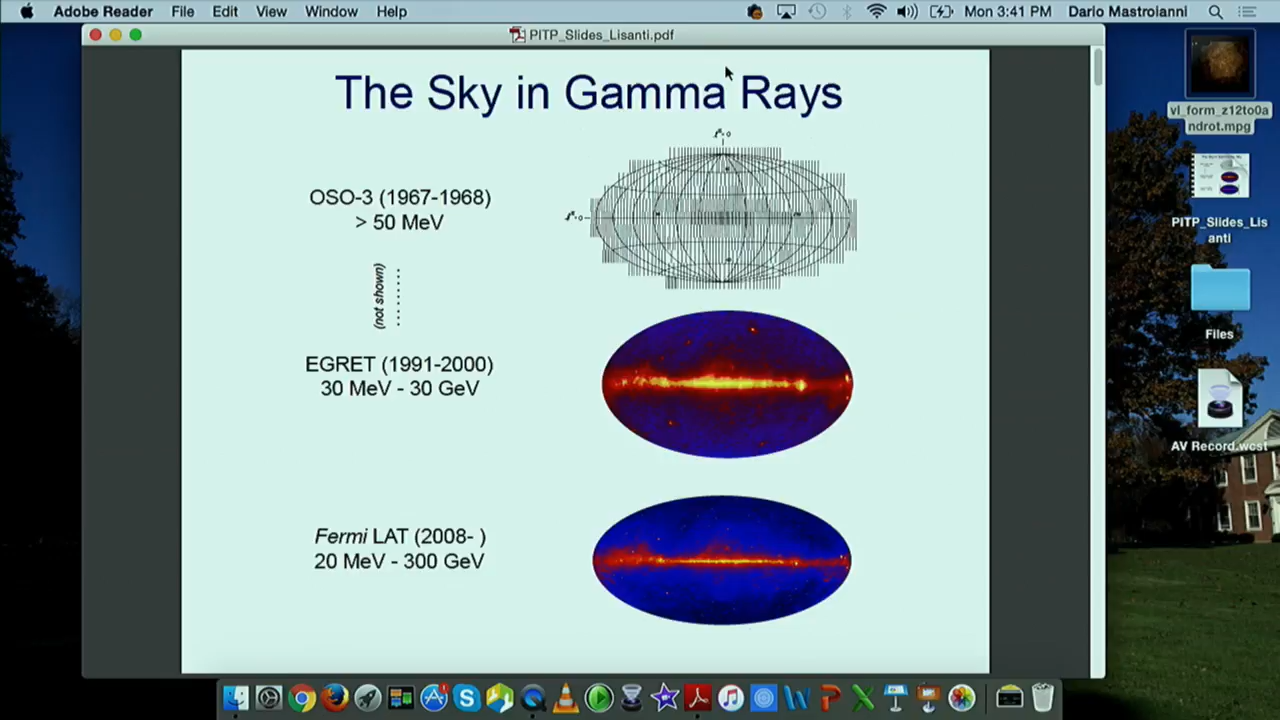 Adobe Reader File Edit View Window Help
Mon 3:41 PM Dario Mastroianni
PITP_Slides_Lisanti.pdf
The Sky in Gamma Rays
OSO-3 (1967-1968)
> 50 MeV
(not shown)
EGRET (1991-2000)
30 MeV - 30 GeV
Fermi LAT (2008- )
20 MeV - 300 GeV
vl_form_z12to0a
ndrot.mpg
PITP_Slides_Lis
anti
Files
AV Record.wcst